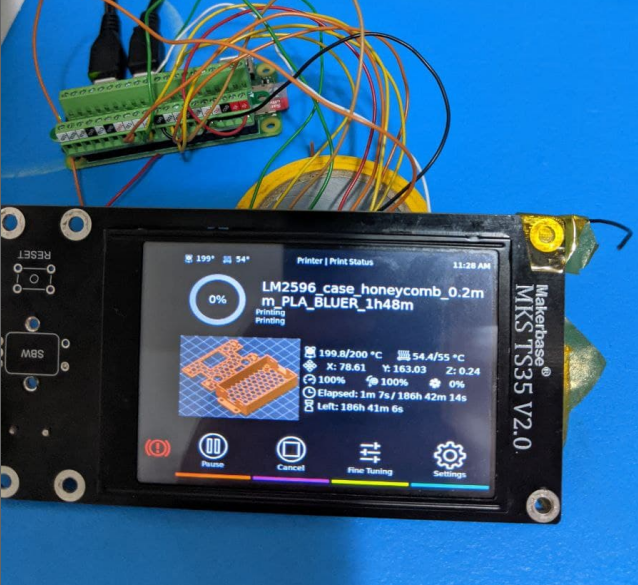 RESET
SBW
199° 54°
Printer | Print Status
11:28 AM
0%
LM2596_case_honeycomb_0.2m
m_PLA_BLUER_1h48m
Printing
Printing
199.8/200 °C 54.4/55 °C
X: 78.61 Y: 163.03 Z: 0.24
100% 100% 0%
Elapsed: 1m 7s / 186h 42m 14s
Left: 186h 41m 6s
Pause
Cancel
Fine Tuning
Settings
Makerbase®
MKS TS35 V2.0